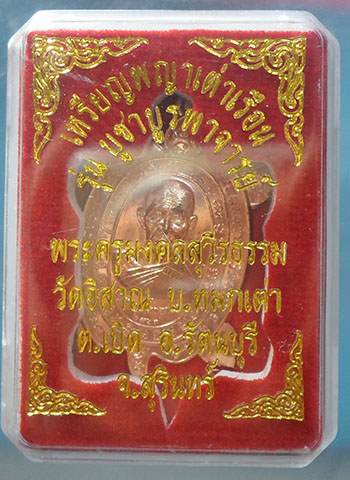 เหรียญพญาเต่าเรือน
รุ่น บูชาบูรพาจารย์
พระครูมงคลสุวีรธรรม
วัดอิสาณ บ.หมกเตา
ต.เบิด อ.รัตนบุรี
จ.สุรินทร์